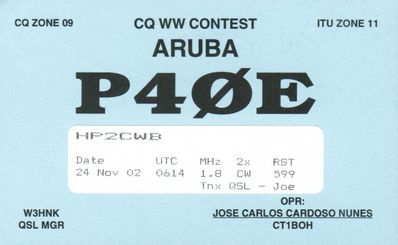 CQ ZONE 09 CQ WW CONTEST ITU ZONE 11
ARUBA
P4ØE
HP2CWB
Date UTC MHz 2x RST
24 Nov 02 0614 1.8 CW 599
Tnx QSL - Joe
W3HNK OPR:
QSL MGR JOSE CARLOS CARDOSO NUNES
CT1BOH